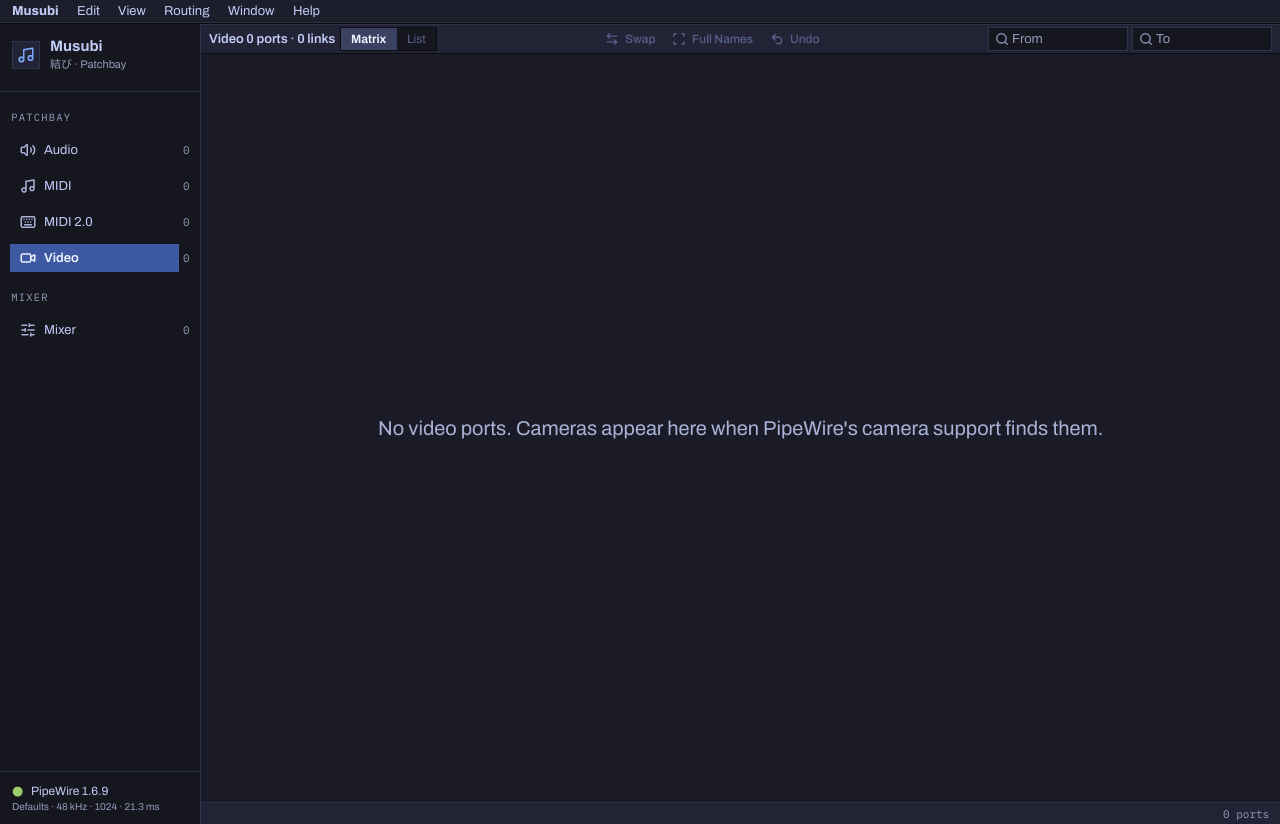 Musubi Edit View Routing Window Help
Musubi
結び · Patchbay
Video 0 ports · 0 links Matrix List Swap Full Names Undo From To
PATCHBAY
Audio 0
MIDI 0
MIDI 2.0 0
Video 0
MIXER
Mixer 0
No video ports. Cameras appear here when PipeWire's camera support finds them.
PipeWire 1.6.9
Defaults · 48 kHz · 1024 · 21.3 ms
0 ports